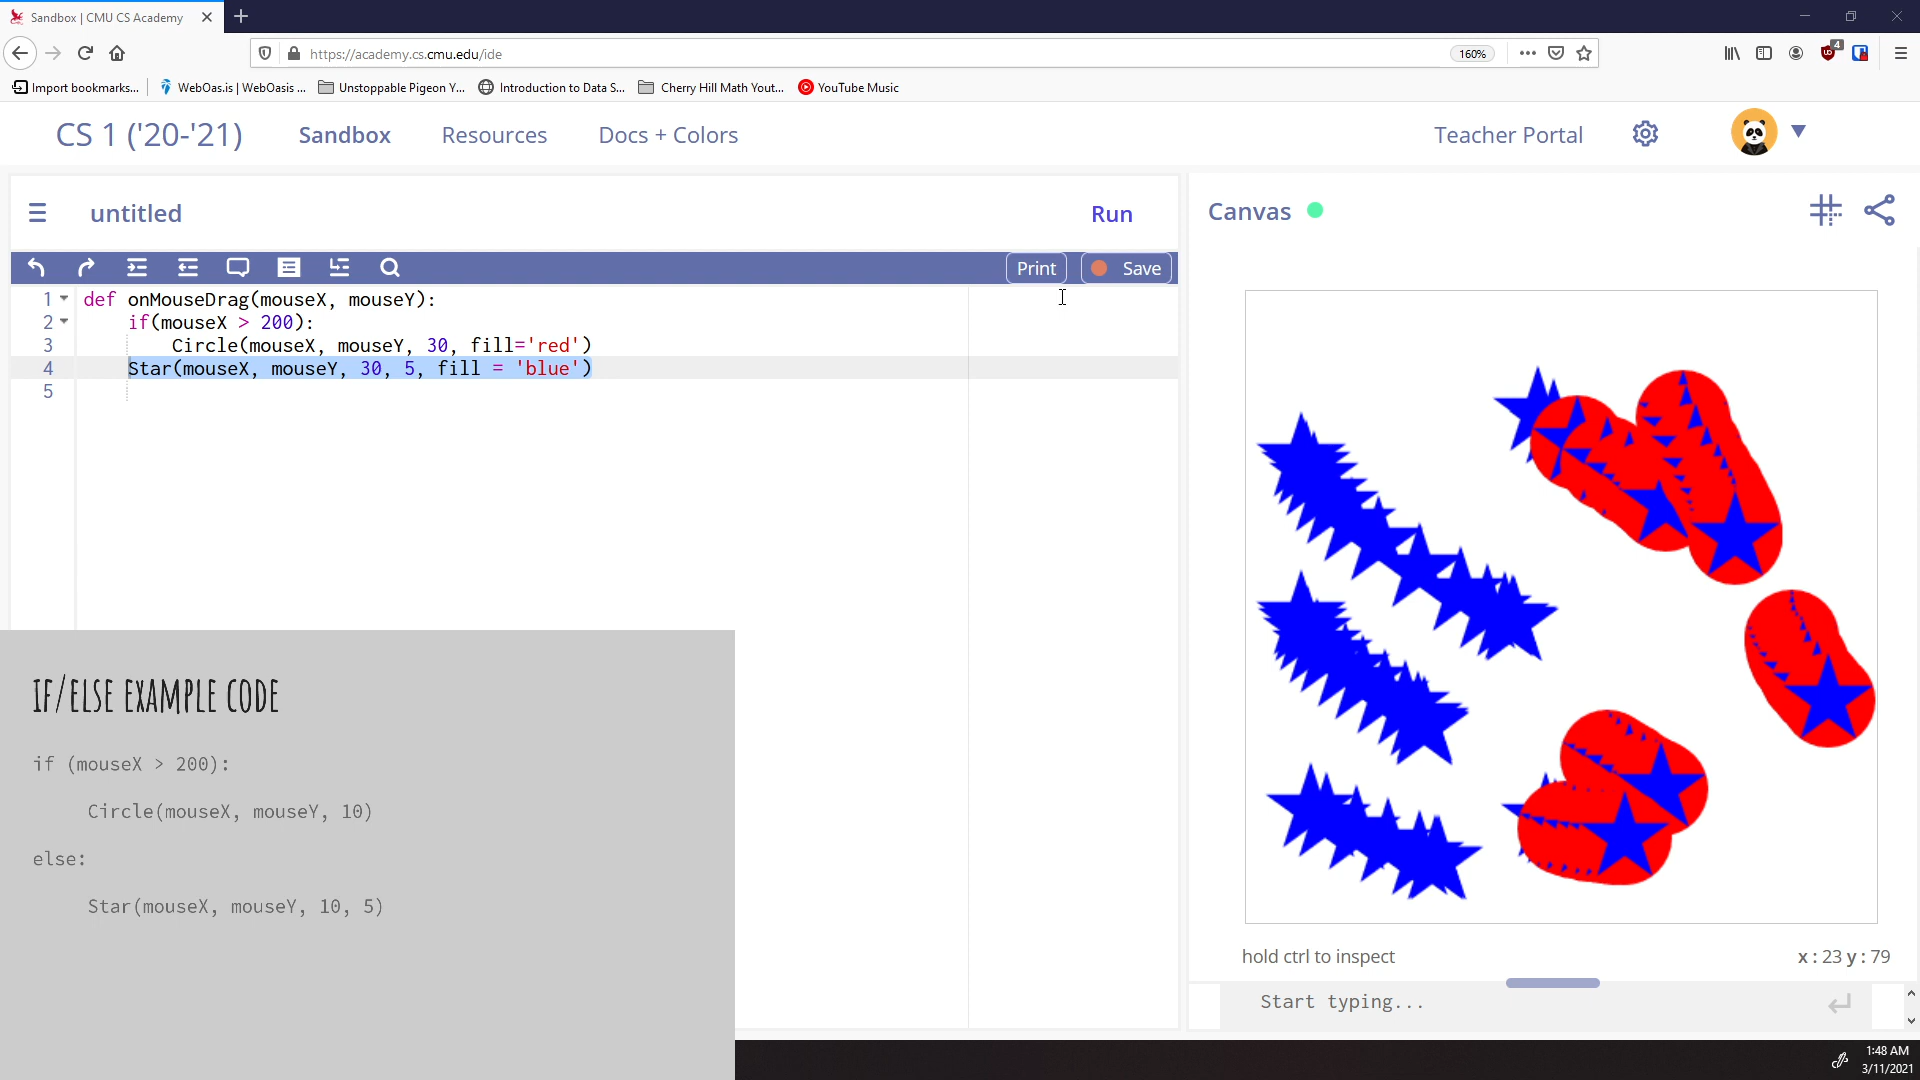 Sandbox | CMU CS Academy
https://academy.cs.cmu.edu/ide
160%
4
Import bookmarks...
WebOas.is | WebOasis ...
Unstoppable Pigeon Y...
Introduction to Data S...
Cherry Hill Math Yout...
YouTube Music
CS 1 ('20-'21)
Sandbox
Resources
Docs + Colors
Teacher Portal
untitled
Run
Canvas
Print
Save
1 def onMouseDrag(mouseX, mouseY):
2 if(mouseX > 200):
3 Circle(mouseX, mouseY, 30, fill='red')
4 Star(mouseX, mouseY, 30, 5, fill = 'blue')
5
IF/ELSE EXAMPLE CODE
if (mouseX > 200):
Circle(mouseX, mouseY, 10)
else:
Star(mouseX, mouseY, 10, 5)
hold ctrl to inspect
x: 23 y: 79
Start typing...
1:48 AM
3/11/2021